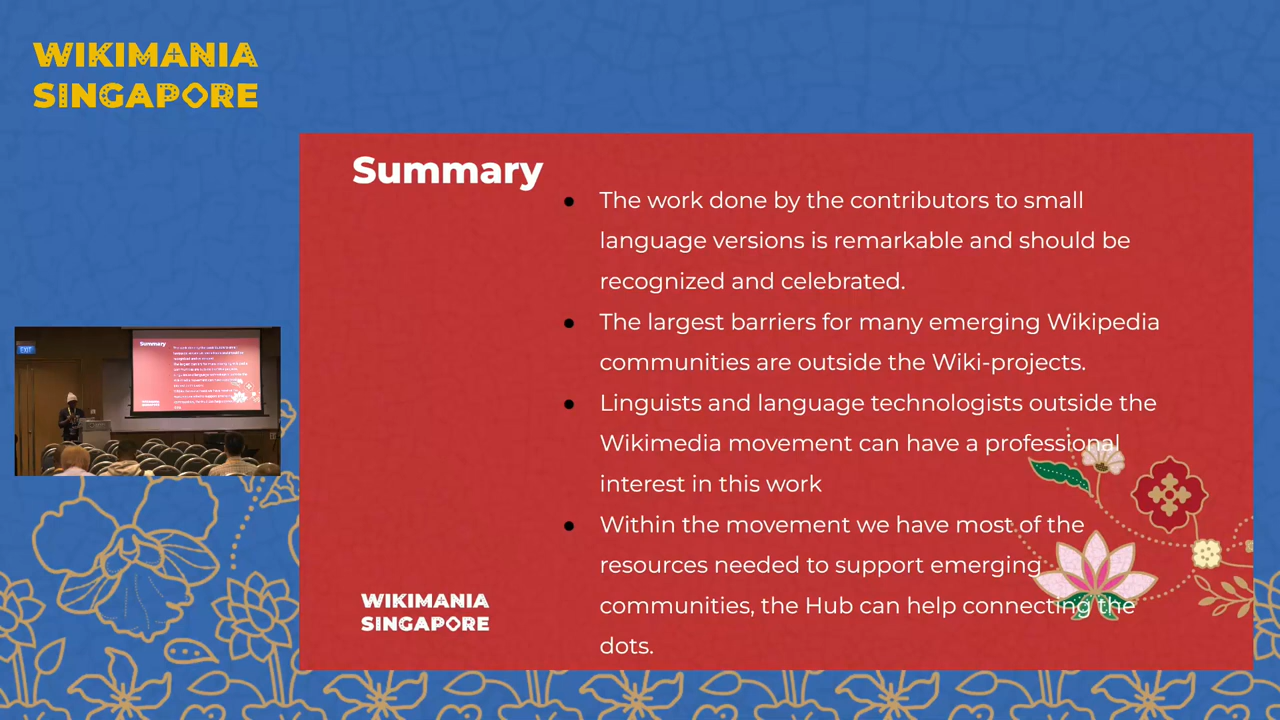 WIKIMANIA
SINGAPORE
Summary
● The work done by the contributors to small
language versions is remarkable and should be
recognized and celebrated.
● The largest barriers for many emerging Wikipedia
communities are outside the Wiki-projects.
● Linguists and language technologists outside the
Wikimedia movement can have a professional
interest in this work
● Within the movement we have most of the
resources needed to support emerging
communities, the Hub can help connecting the
dots.
WIKIMANIA
SINGAPORE
EXIT
Summary